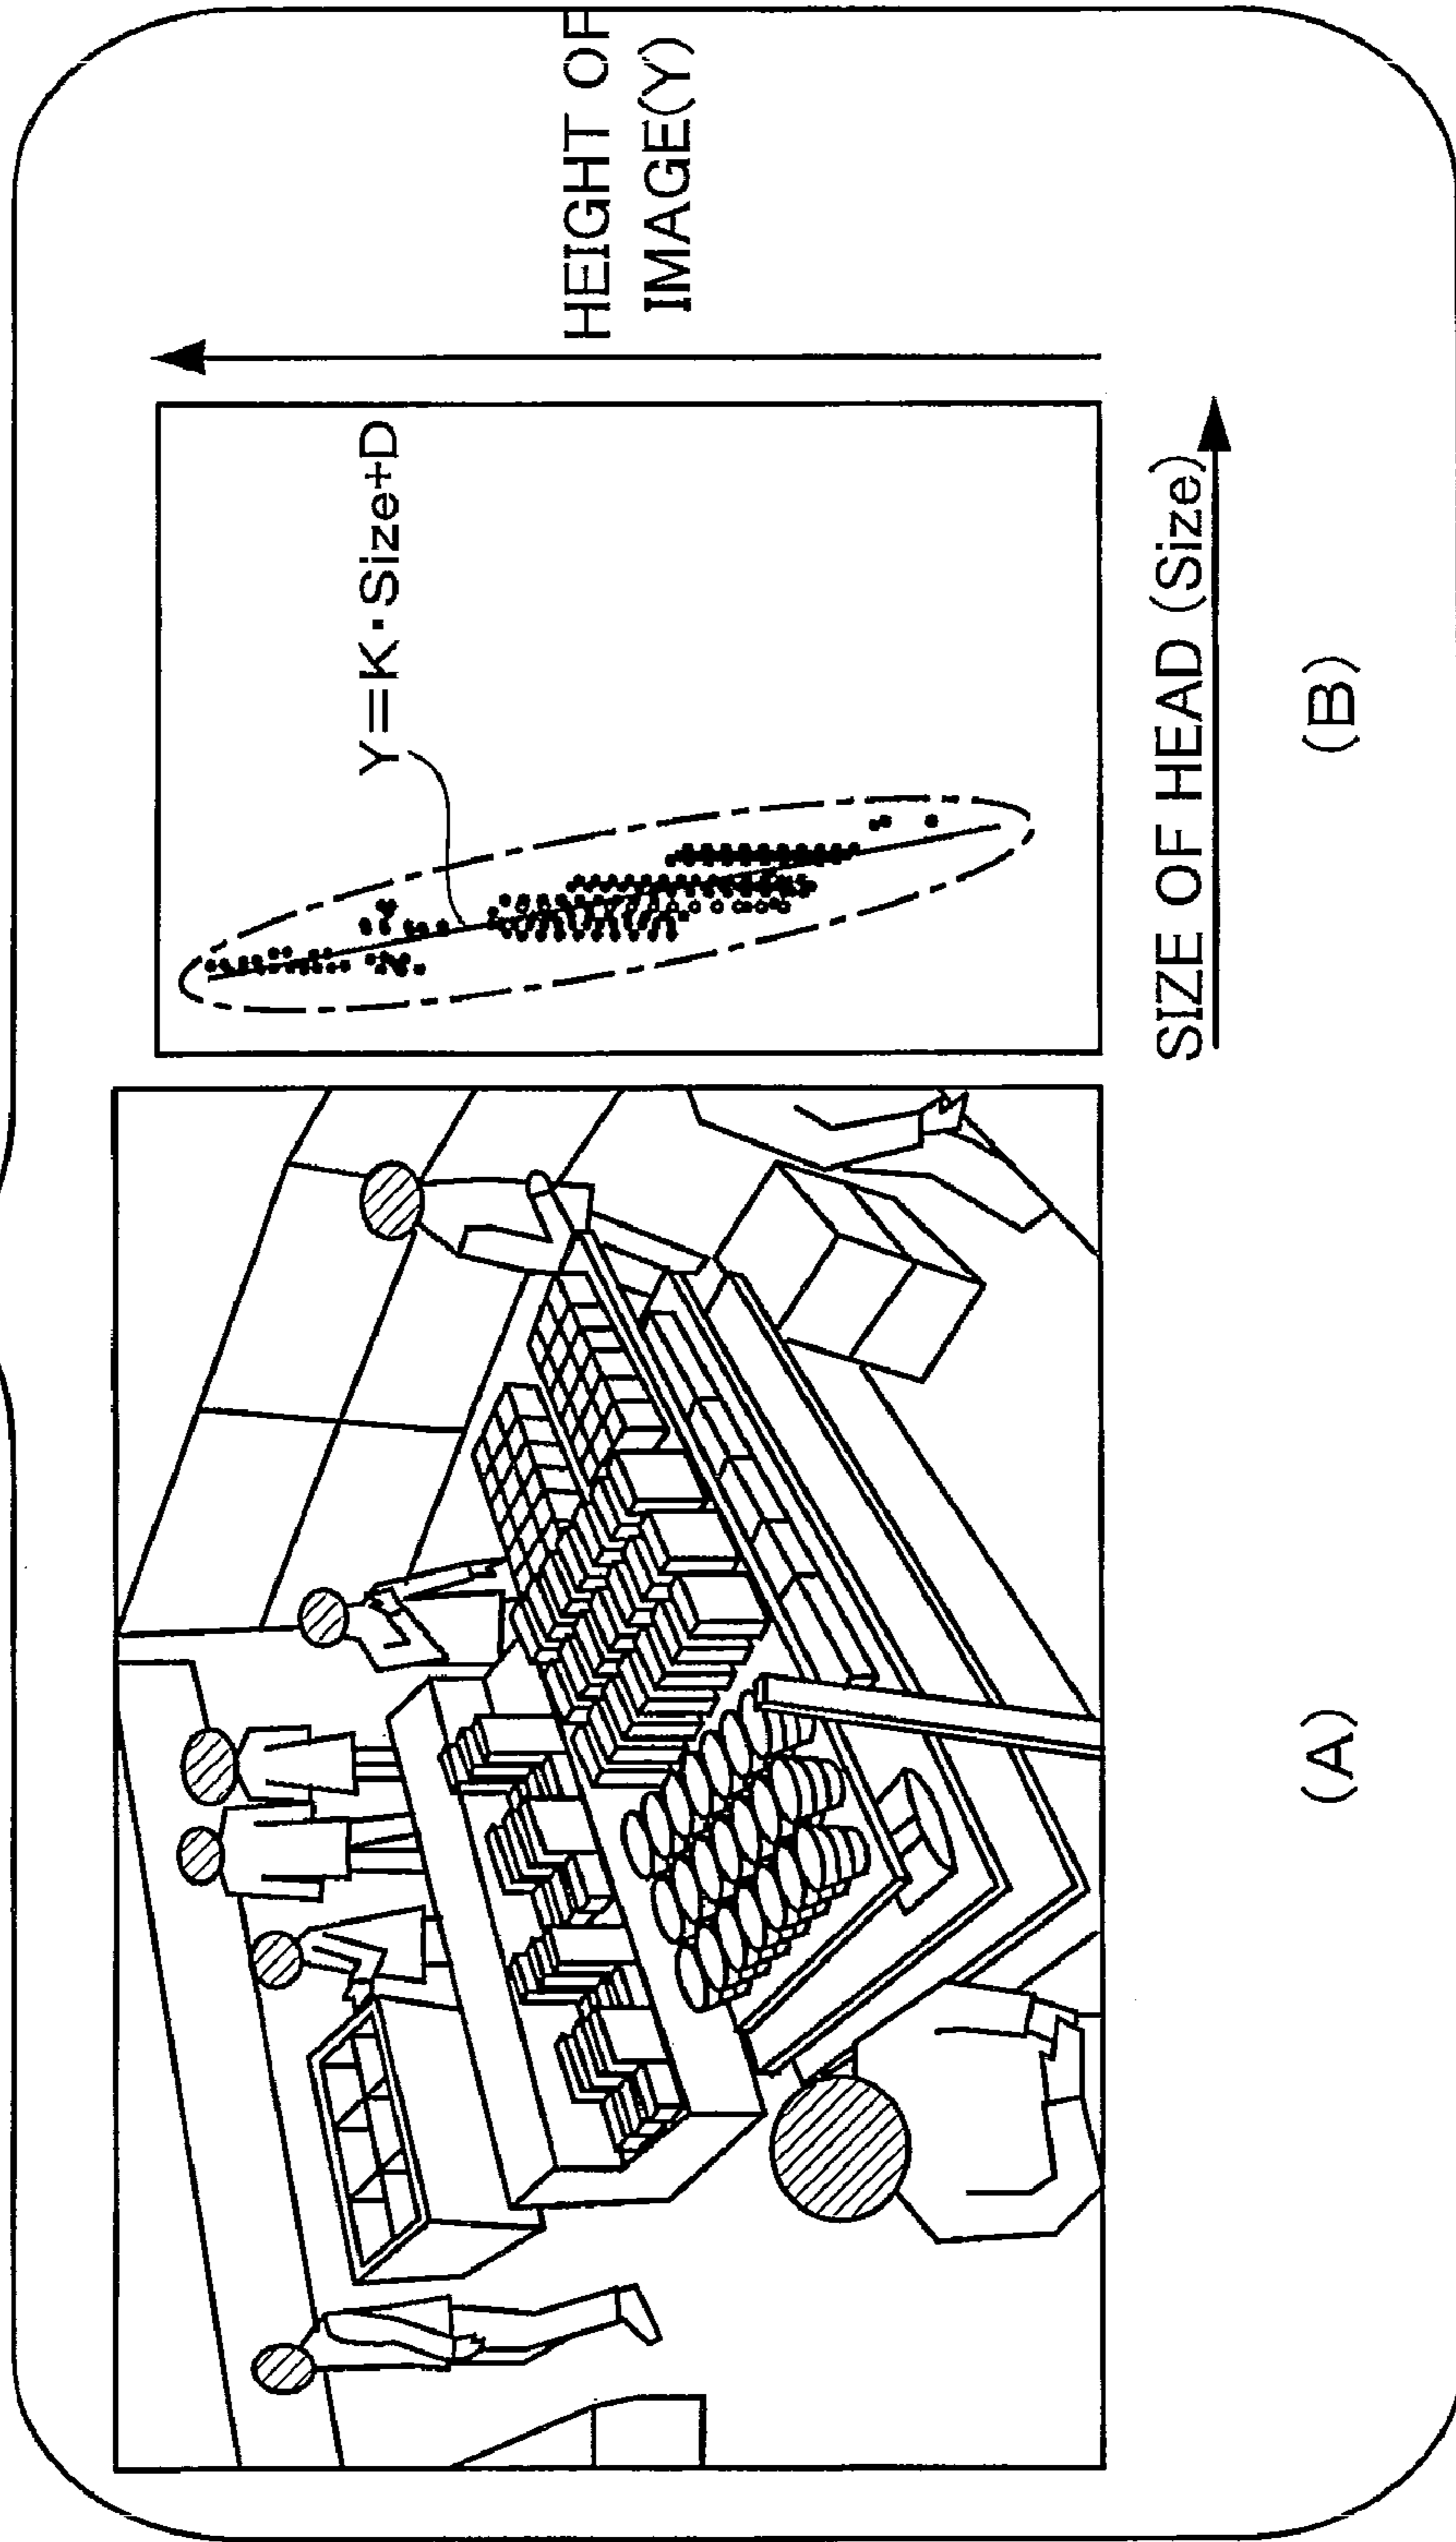 (A)
Y=K·Size+D
HEIGHT OF
IMAGE(Y)
SIZE OF HEAD (Size)
(B)